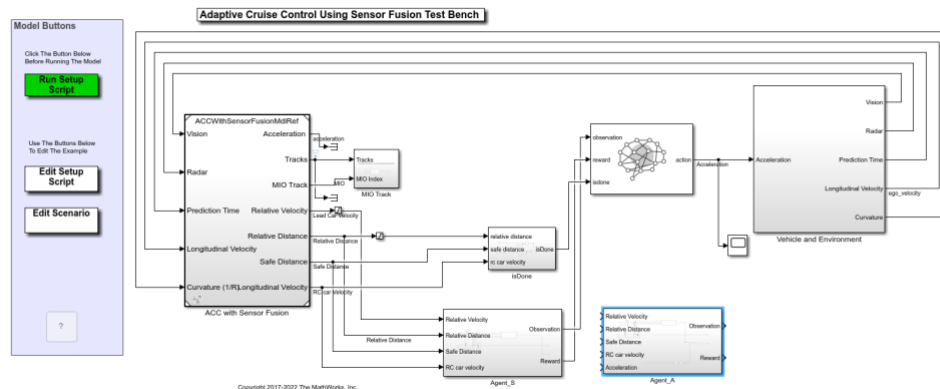 Adaptive Cruise Control Using Sensor Fusion Test Bench
Model Buttons
Click The Button Below
Before Running The Model
Run Setup
Script
Use The Buttons Below
To Edit The Example
Edit Setup
Script
Edit Scenario
?
ACCWithSensorFusionMdlRef
Vision
Radar
Prediction Time
Longitudinal Velocity
Curvature (1/R)
Acceleration
Tracks
MIO Track
Relative Velocity
Relative Distance
Safe Distance
Longitudinal Velocity
ACC with Sensor Fusion
acceleration
MIO
Lead Car Velocity
Relative Distance
Safe Distance
RC car Velocity
Tracks
MIO Index
MIO Track
relative distance
safe distance
rc car velocity
isDone
isDone
Relative Distance
Relative Velocity
Relative Distance
Safe Distance
RC car velocity
Observation
Reward
Agent_S
observation
reward
isdone
action
Acceleration
Acceleration
Vision
Radar
Prediction Time
Longitudinal Velocity
Curvature
ego_velocity
Vehicle and Environment
Relative Velocity
Relative Distance
Safe Distance
RC car velocity
Acceleration
Observation
Reward
Agent_A
Copyright 2017-2022 The MathWorks, Inc.